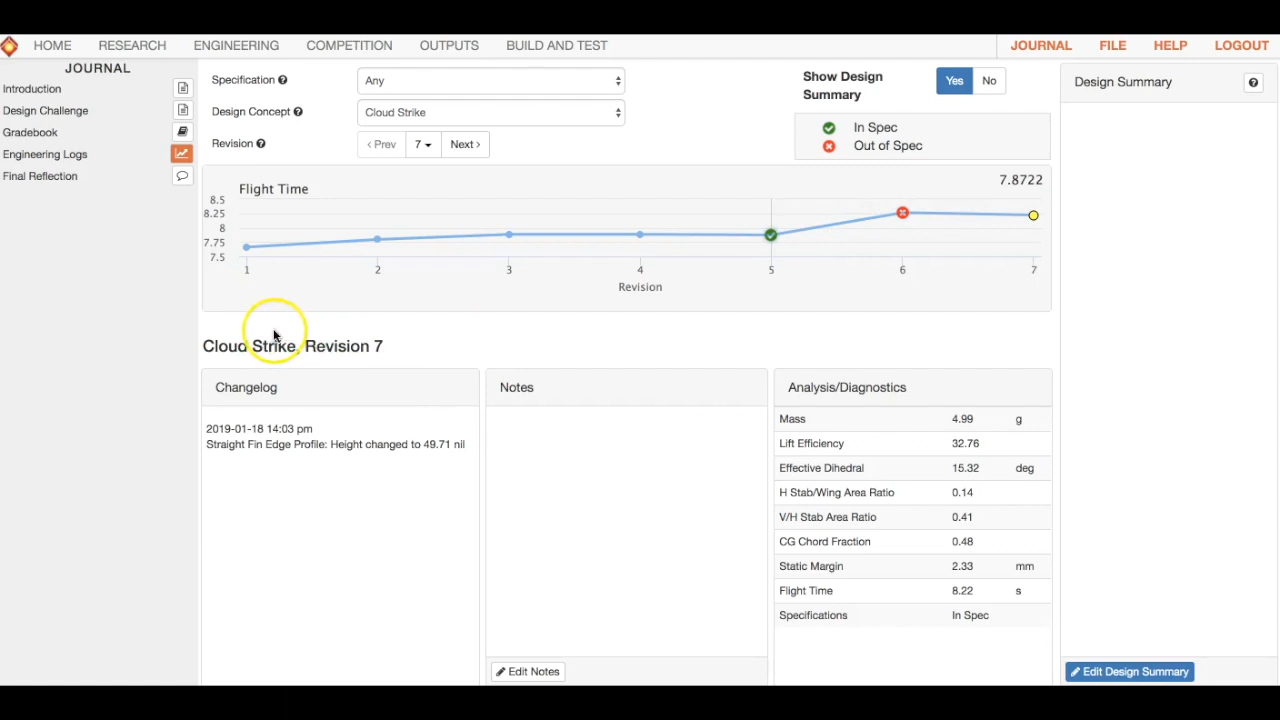 HOME RESEARCH ENGINEERING COMPETITION OUTPUTS BUILD AND TEST JOURNAL FILE HELP LOGOUT
JOURNAL
Introduction
Design Challenge
Gradebook
Engineering Logs
Final Reflection
Specification ? Any
Design Concept ? Cloud Strike
Revision ? ‹ Prev 7 Next ›
Show Design
Summary
Yes No
In Spec
Out of Spec
Flight Time
7.8722
8.5
8.25
8
7.75
7.5
1 2 3 4 5 6 7
Revision
Cloud Strike, Revision 7
Changelog
2019-01-18 14:03 pm
Straight Fin Edge Profile: Height changed to 49.71 nil
Notes
Edit Notes
Analysis/Diagnostics
Mass 4.99 g
Lift Efficiency 32.76
Effective Dihedral 15.32 deg
H Stab/Wing Area Ratio 0.14
V/H Stab Area Ratio 0.41
CG Chord Fraction 0.48
Static Margin 2.33 mm
Flight Time 8.22 s
Specifications In Spec
Design Summary ?
Edit Design Summary